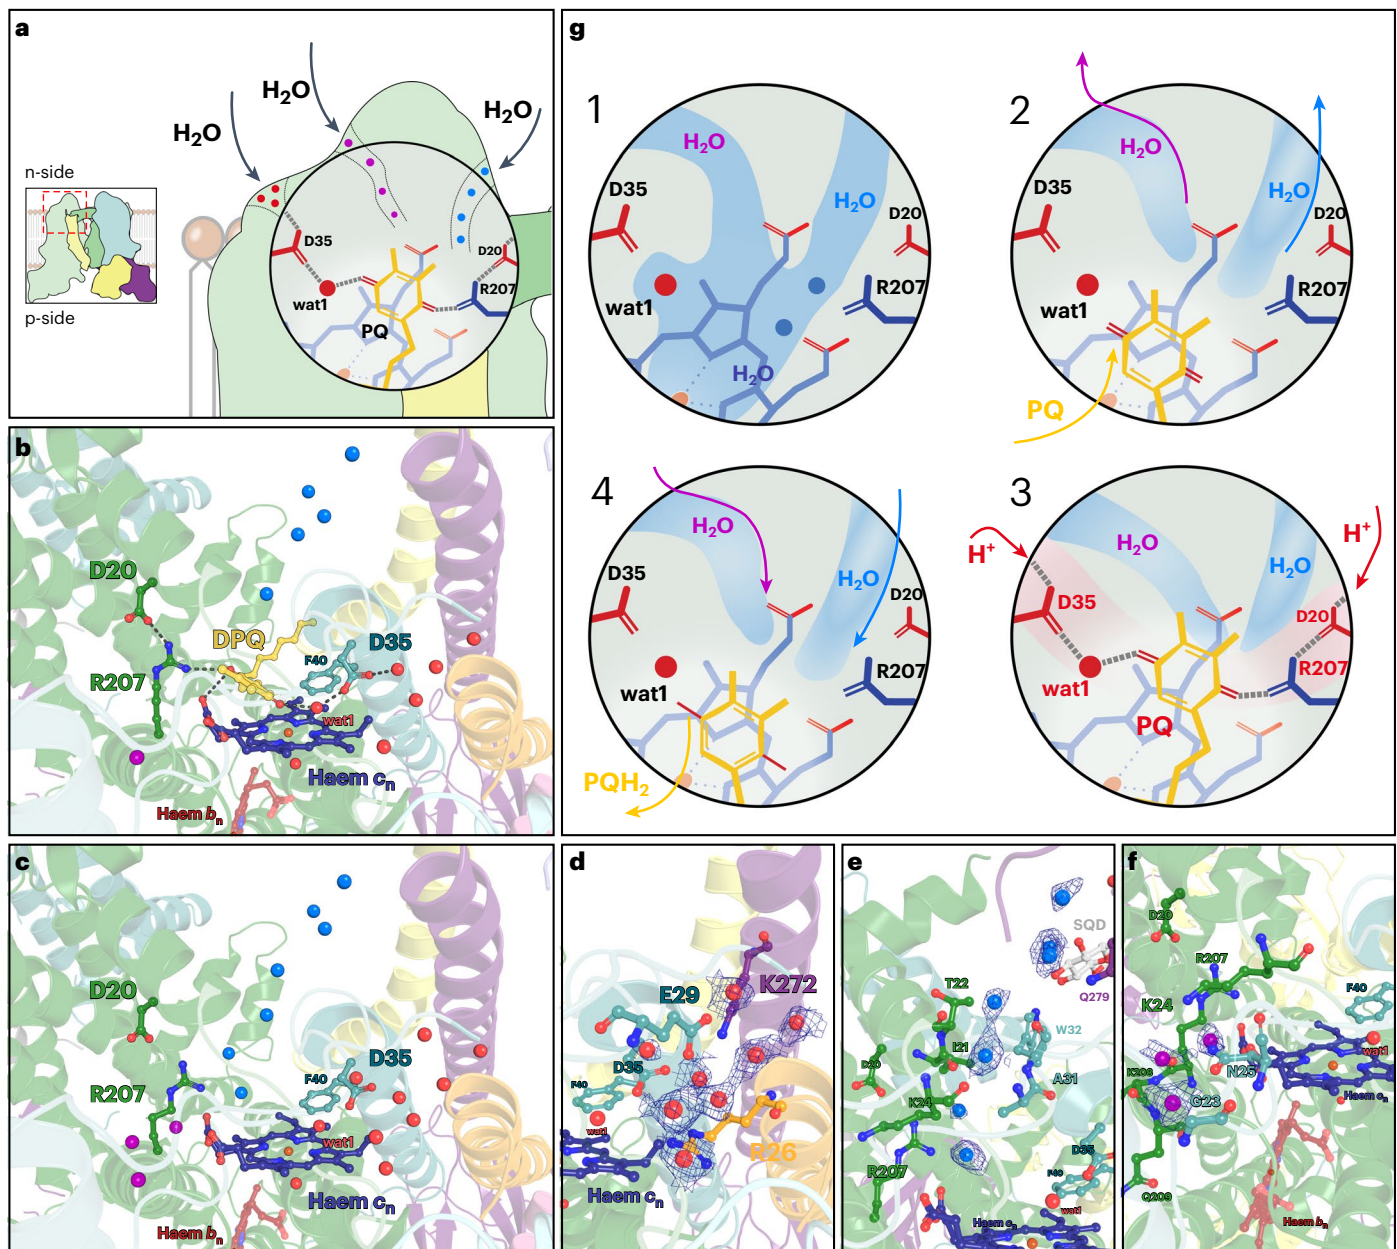 a
H₂O
H₂O
H₂O
n-side
p-side
D35
wat1
PQ
D20
R207
b
D20
DPQ
F40
D35
R207
wat1
Haem cₙ
Haem bₙ
c
D20
D35
F40
R207
wat1
Haem cₙ
Haem bₙ
d
K272
E29
D35
F40
wat1
R26
Haem cₙ
e
SQD
Q279
T22
W32
I21
D20
A31
K24
D35
R207
F40
wat1
Haem cₙ
f
D20
R207
F40
K24
wat1
K208
N25
Haem cₙ
G23
Q209
Haem bₙ
g
1
H₂O
D35
H₂O
D20
R207
wat1
H₂O
2
H₂O
D35
H₂O
D20
wat1
R207
PQ
4
H₂O
D35
H₂O
D20
wat1
R207
PQH₂
3
H⁺
H₂O
H⁺
D35
H₂O
D20
wat1
R207
PQ